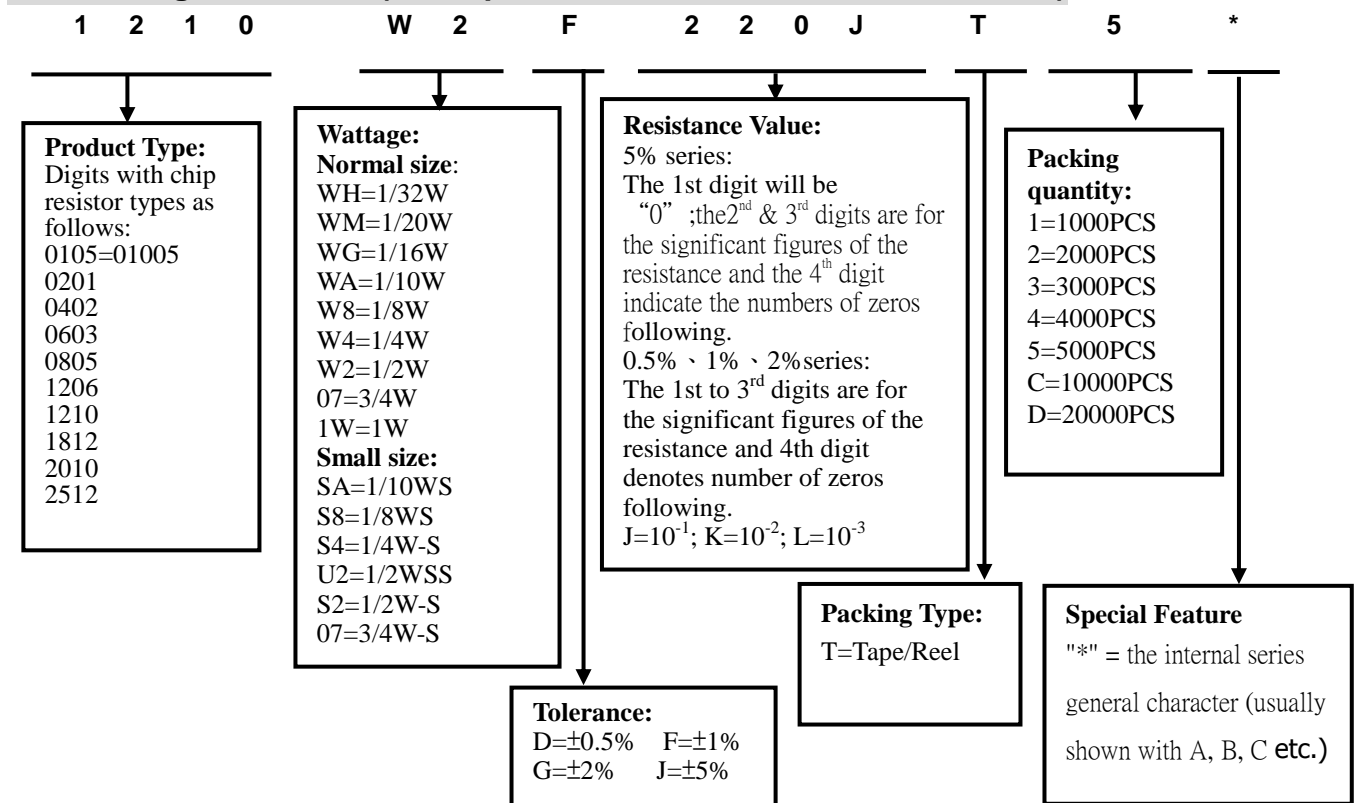 1 2 1 0 W 2 F 2 2 0 J T 5 *
Product Type:
Digits with chip
resistor types as
follows:
0105=01005
0201
0402
0603
0805
1206
1210
1812
2010
2512
Wattage:
Normal size:
WH=1/32W
WM=1/20W
WG=1/16W
WA=1/10W
W8=1/8W
W4=1/4W
W2=1/2W
07=3/4W
1W=1W
Small size:
SA=1/10WS
S8=1/8WS
S4=1/4W-S
U2=1/2WSS
S2=1/2W-S
07=3/4W-S
Tolerance:
D=±0.5% F=±1%
G=±2% J=±5%
Resistance Value:
5% series:
The 1st digit will be
“0” ;the2nd & 3rd digits are for
the significant figures of the
resistance and the 4th digit
indicate the numbers of zeros
following.
0.5%、1%、2%series:
The 1st to 3rd digits are for
the significant figures of the
resistance and 4th digit
denotes number of zeros
following.
J=10-1; K=10-2; L=10-3
Packing Type:
T=Tape/Reel
Packing
quantity:
1=1000PCS
2=2000PCS
3=3000PCS
4=4000PCS
5=5000PCS
C=10000PCS
D=20000PCS
Special Feature
"*" = the internal series
general character (usually
shown with A, B, C etc.)